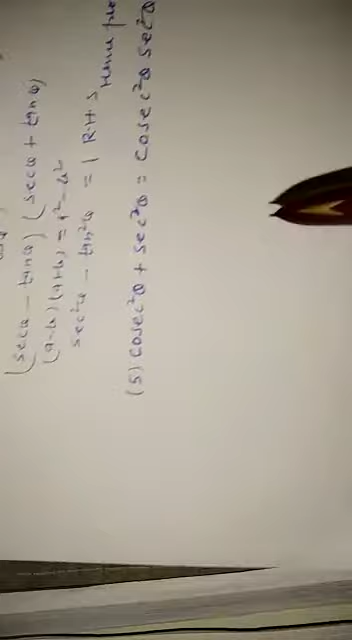 (secθ - tanθ) (secθ + tanθ)
(a-b) (a+b) = a² - b²
sec²θ - tan²θ = 1 R.H.S Hence
(5) cosec²θ + sec²θ = cosec²θ sec²θ